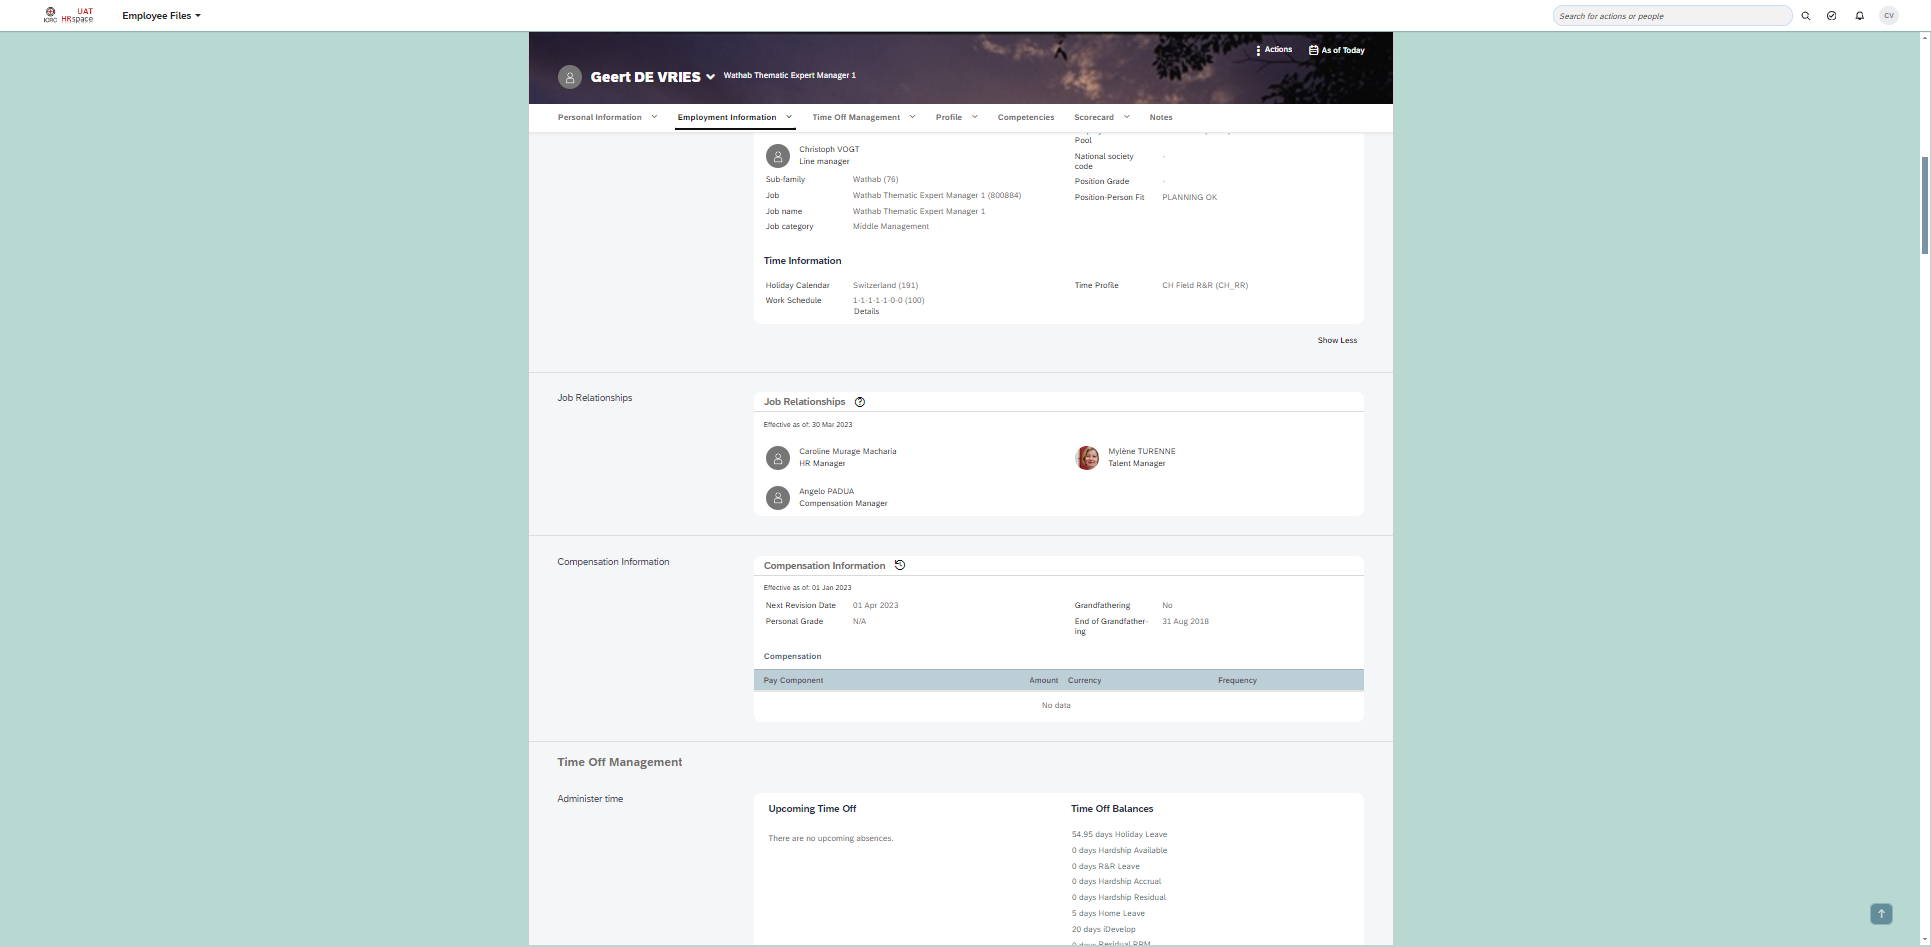 UAT
ICRC HRspace
Employee Files
Search for actions or people
CV
Actions
As of Today
Geert DE VRIES
Wathab Thematic Expert Manager 1
Personal Information
Employment Information
Time Off Management
Profile
Competencies
Scorecard
Notes
Christoph VOGT
Line manager
Sub-family Wathab (76)
Job Wathab Thematic Expert Manager 1 (800884)
Job name Wathab Thematic Expert Manager 1
Job category Middle Management
Pool
National society
code -
Position Grade -
Position-Person Fit PLANNING OK
Time Information
Holiday Calendar Switzerland (191)
Time Profile CH Field R&R (CH_RR)
Work Schedule 1-1-1-1-1-0-0 (100)
Details
Show Less
Job Relationships
Job Relationships
Effective as of: 30 Mar 2023
Caroline Murage Macharia
HR Manager
Mylène TURENNE
Talent Manager
Angelo PADUA
Compensation Manager
Compensation Information
Compensation Information
Effective as of: 01 Jan 2023
Next Revision Date 01 Apr 2023
Grandfathering No
Personal Grade N/A
End of Grandfather-
ing 31 Aug 2018
Compensation
Pay Component Amount Currency Frequency
No data
Time Off Management
Administer time
Upcoming Time Off
There are no upcoming absences.
Time Off Balances
54.95 days Holiday Leave
0 days Hardship Available
0 days R&R Leave
0 days Hardship Accrual
0 days Hardship Residual
5 days Home Leave
20 days iDevelop
0 days Residual RRM